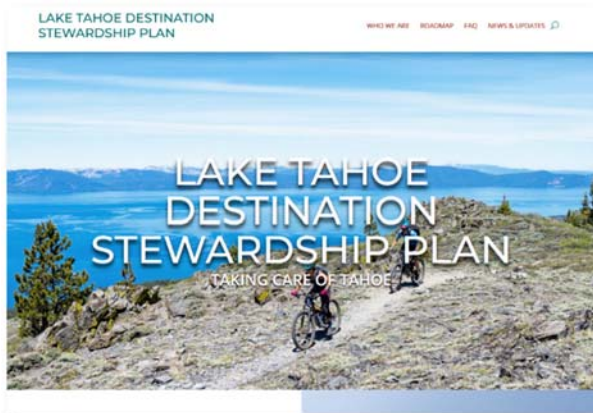 LAKE TAHOE DESTINATION
STEWARDSHIP PLAN
WHO WE ARE ROADMAP FAQ NEWS & UPDATES
LAKE TAHOE
DESTINATION
STEWARDSHIP PLAN
TAKING CARE OF TAHOE